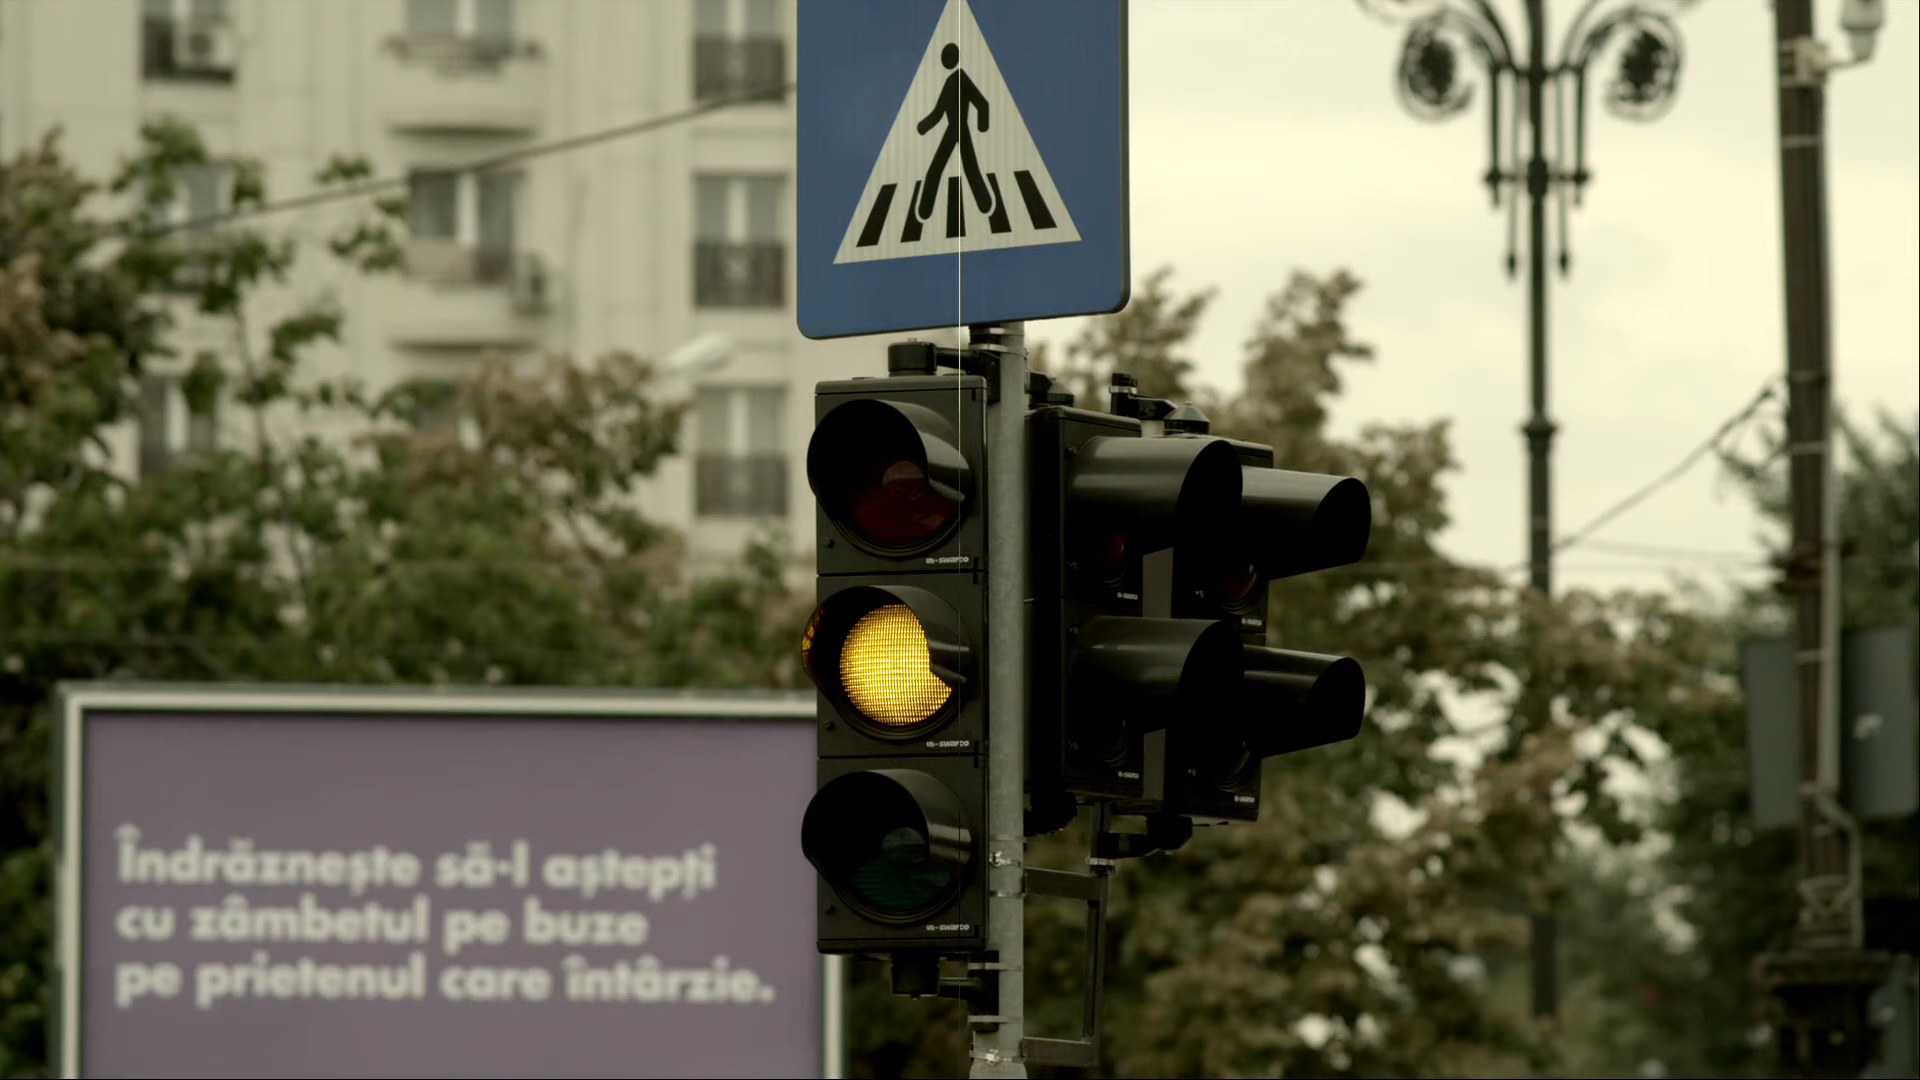 Îndrăznește să-l aștepți
cu zâmbetul pe buze
pe prietenul care întârzie.